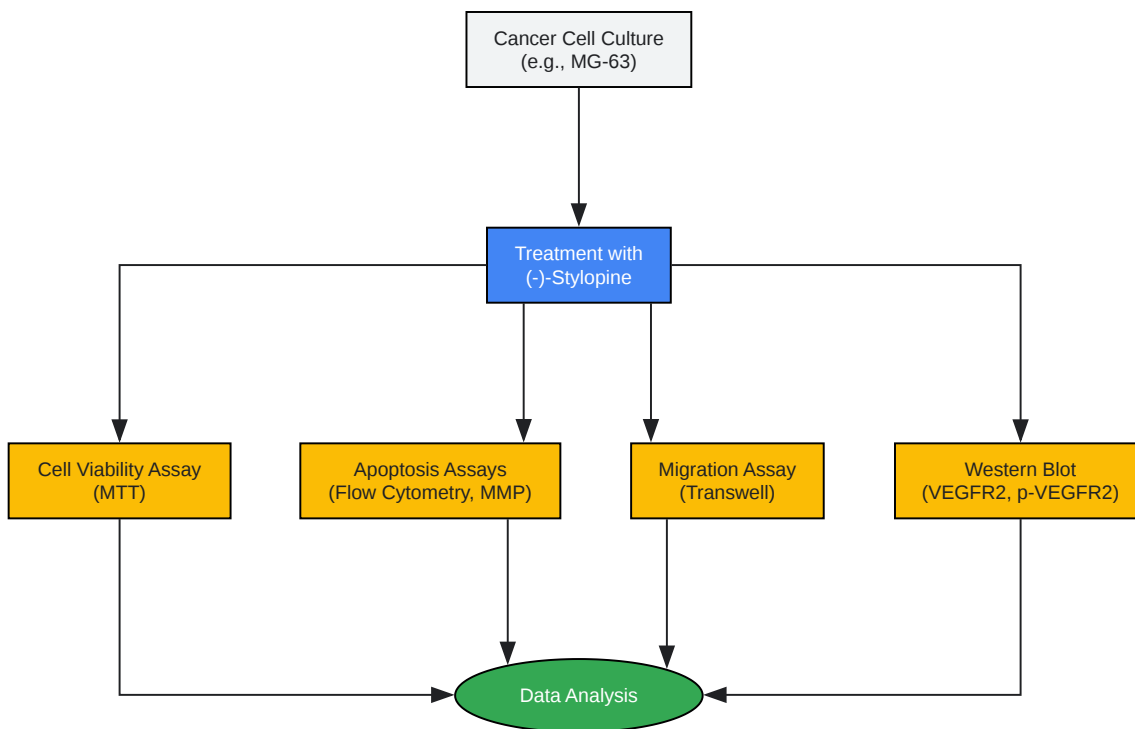 Cancer Cell Culture
(e.g., MG-63)
Treatment with
(-)-Stylopine
Cell Viability Assay
(MTT)
Apoptosis Assays
(Flow Cytometry, MMP)
Migration Assay
(Transwell)
Western Blot
(VEGFR2, p-VEGFR2)
Data Analysis